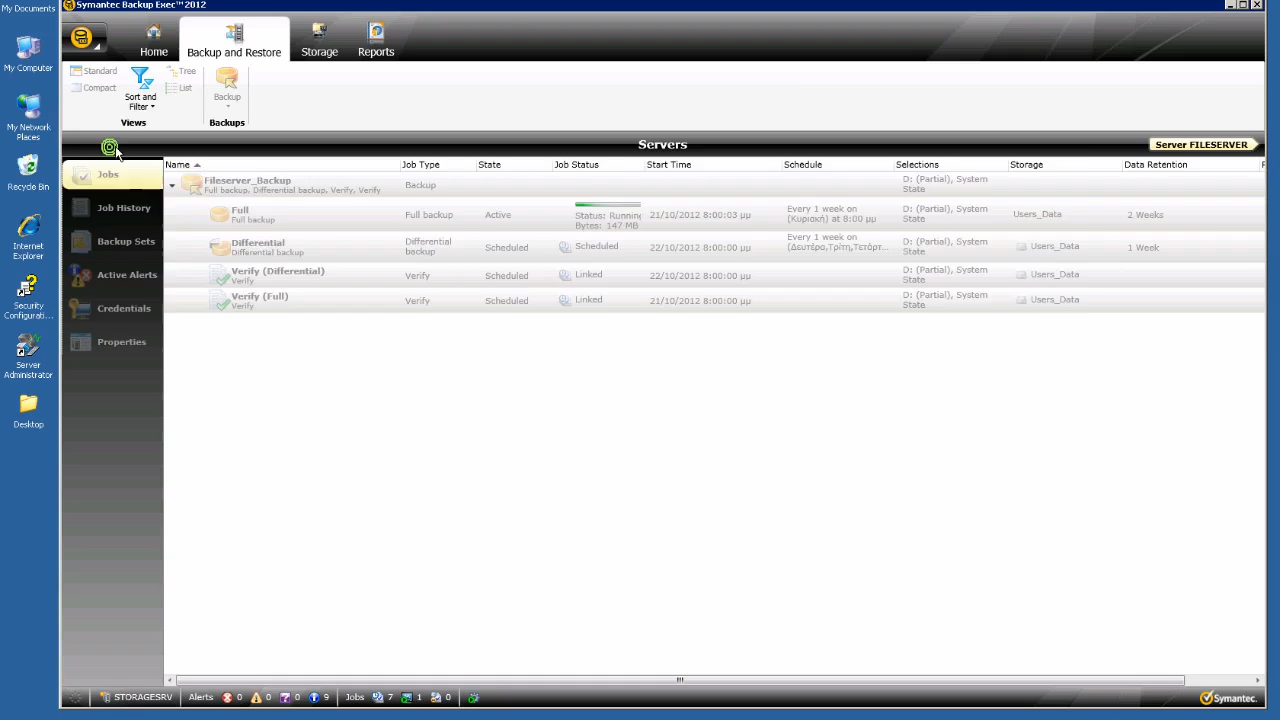 My Documents
My Computer
My Network
Places
Recycle Bin
Internet
Explorer
Security
Configurati...
Server
Administrator
Desktop
Symantec Backup Exec™ 2012
Home
Backup and Restore
Storage
Reports
Standard
Compact
Sort and
Filter
Tree
List
Backup
Views
Backups
Servers
Server FILESERVER
Jobs
Job History
Backup Sets
Active Alerts
Credentials
Properties
Name Job Type State Job Status Start Time Schedule Selections Storage Data Retention
Fileserver_Backup
Full backup, Differential backup, Verify, Verify
Backup
D: (Partial), System
State
Full
Full backup
Full backup
Active
Status: Running
Bytes: 147 MB
21/10/2012 8:00:03 μμ
Every 1 week on
[Κυριακή] at 8:00 μμ
D: (Partial), System
State
Users_Data
2 Weeks
Differential
Differential backup
Differential
backup
Scheduled
Scheduled
22/10/2012 8:00:00 μμ
Every 1 week on
[Δευτέρα,Τρίτη,Τετάρτ...
D: (Partial), System
State
Users_Data
1 Week
Verify (Differential)
Verify
Verify
Scheduled
Linked
22/10/2012 8:00:00 μμ
D: (Partial), System
State
Users_Data
Verify (Full)
Verify
Verify
Scheduled
Linked
21/10/2012 8:00:00 μμ
D: (Partial), System
State
Users_Data
STORAGESRV Alerts 0 0 0 9 Jobs 7 1 0
Symantec.